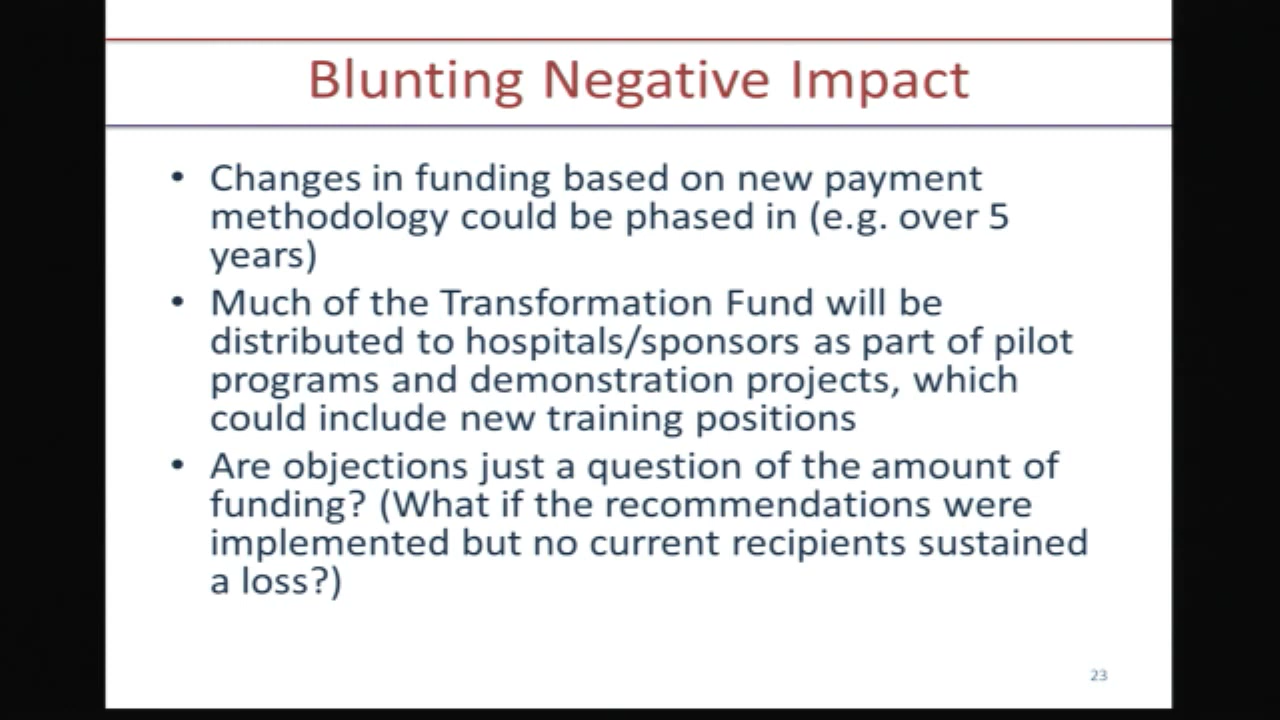 Blunting Negative Impact
• Changes in funding based on new payment
methodology could be phased in (e.g. over 5
years)
• Much of the Transformation Fund will be
distributed to hospitals/sponsors as part of pilot
programs and demonstration projects, which
could include new training positions
• Are objections just a question of the amount of
funding? (What if the recommendations were
implemented but no current recipients sustained
a loss?)
23